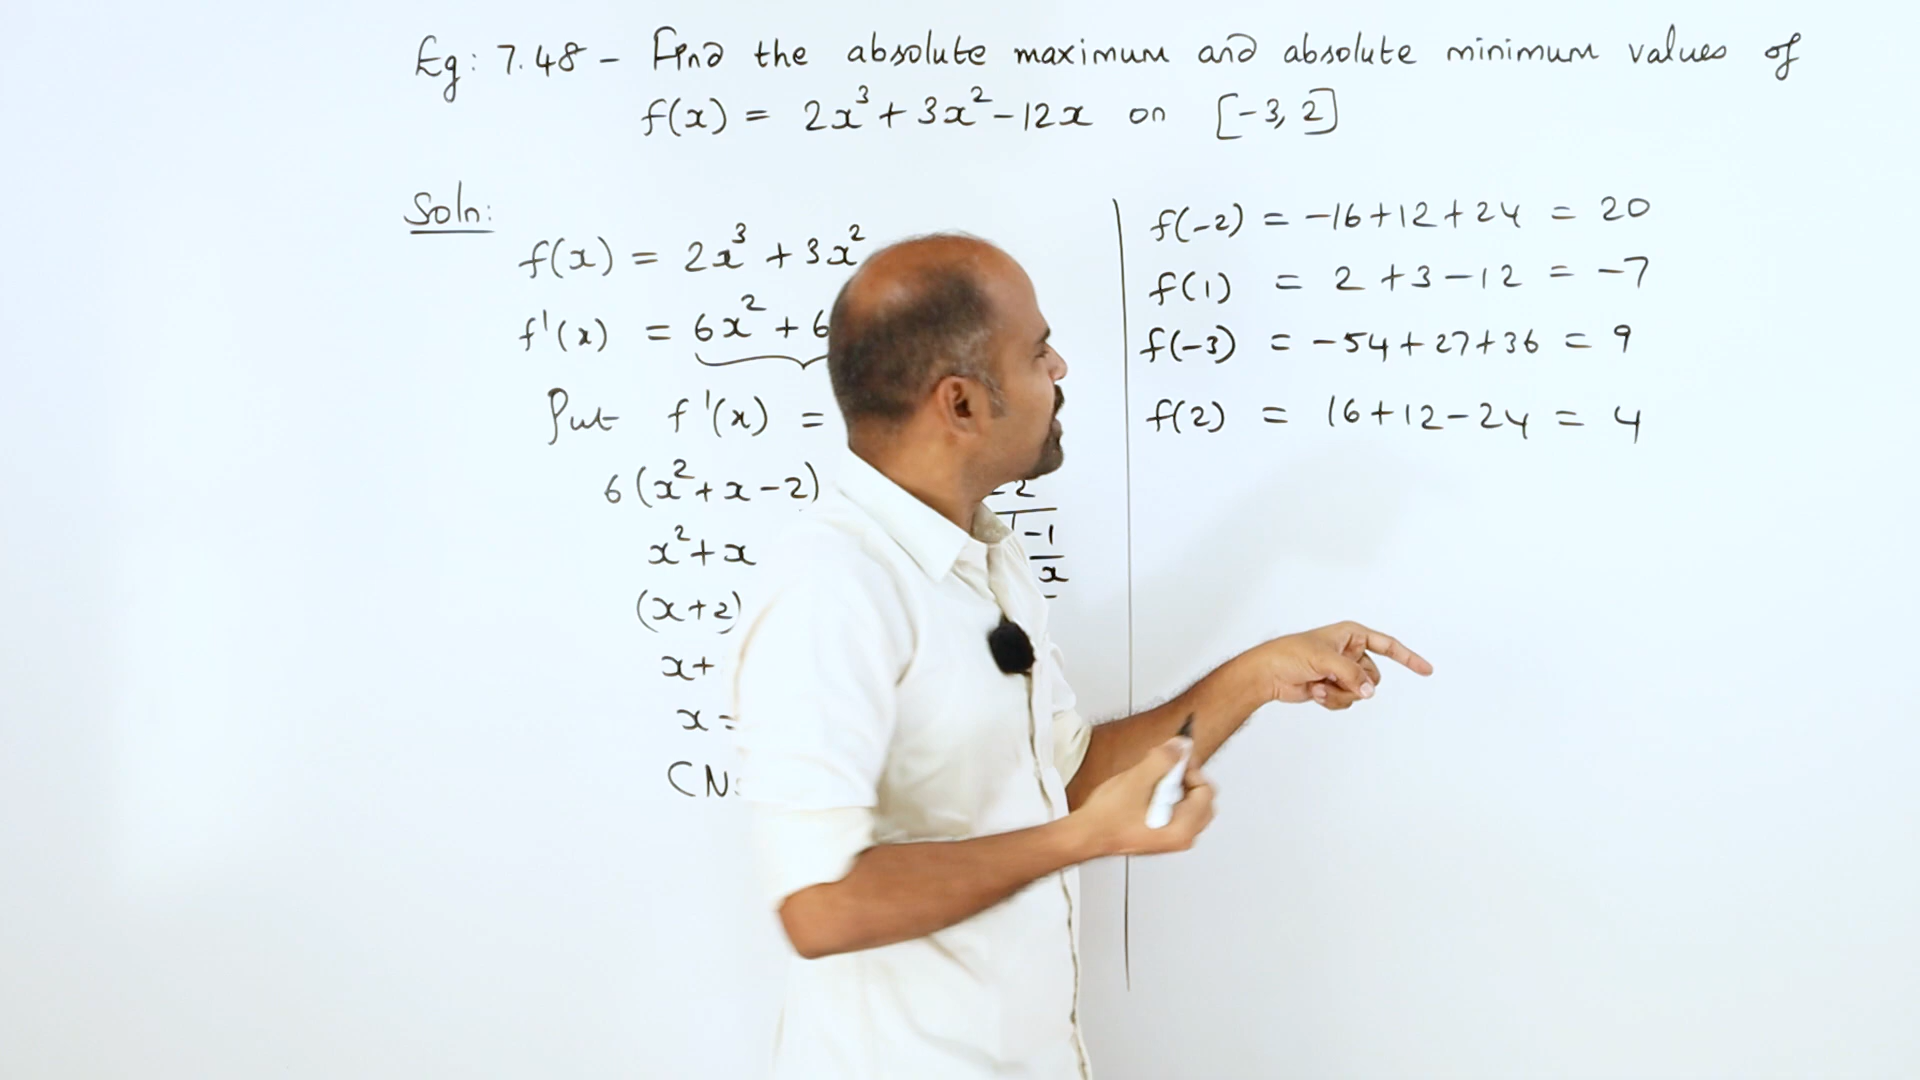 Eg: 7.48 - Find the absolute maximum and absolute minimum values of
f(x) = 2x³ + 3x² - 12x on [-3, 2]
Soln:
f(x) = 2x³ + 3x²
f'(x) = 6x² + 6
Put f'(x) =
6(x² + x - 2)
x² + x
(x+2)
x+
x =
CN
-2
-1
x
f(-2) = -16+12+24 = 20
f(1) = 2 +3 -12 = -7
f(-3) = -54+27+36 = 9
f(2) = 16+12-24 = 4